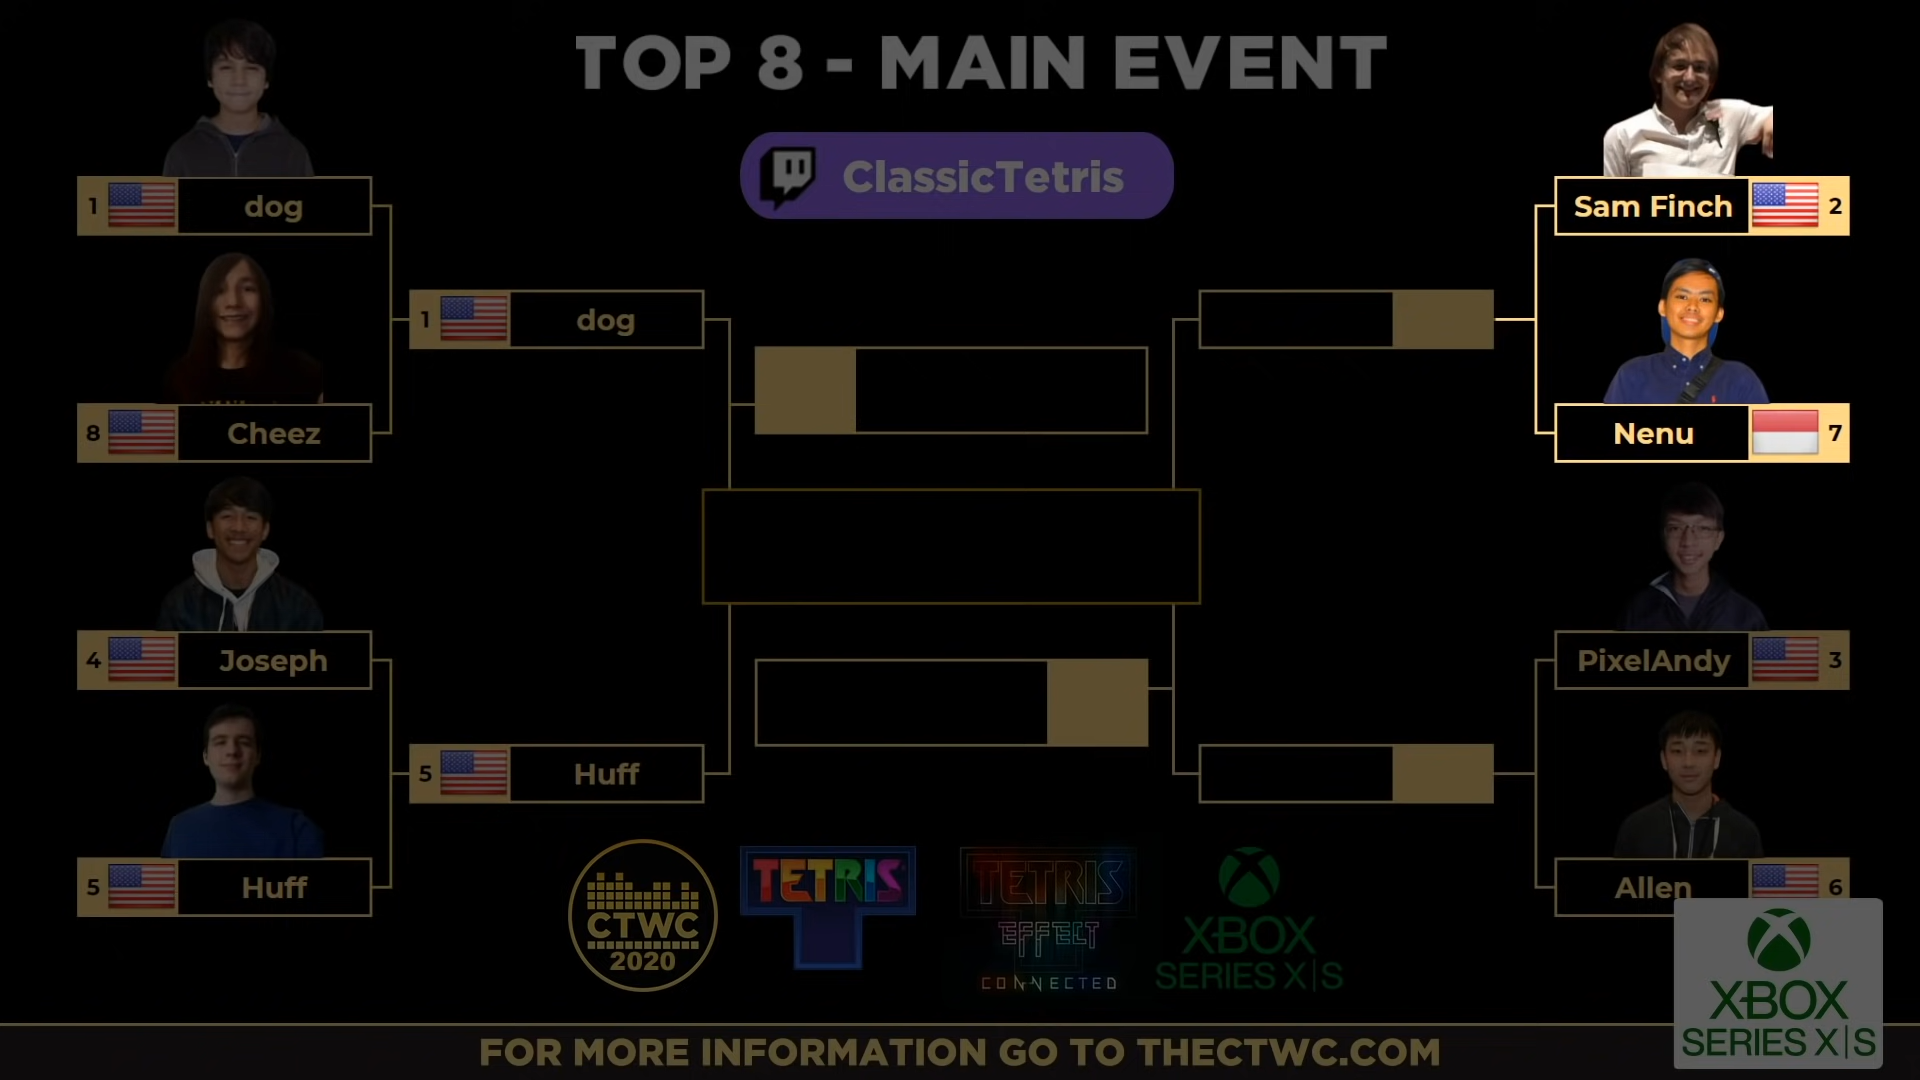 TOP 8 - MAIN EVENT
ClassicTetris
1 dog
8 Cheez
4 Joseph
5 Huff
1 dog
5 Huff
Sam Finch 2
Nenu 7
PixelAndy 3
Allen 6
CTWC
2020
TETRIS
TETRIS
EFFECT
CONNECTED
XBOX
SERIES X|S
XBOX
SERIES X|S
FOR MORE INFORMATION GO TO THECTWC.COM